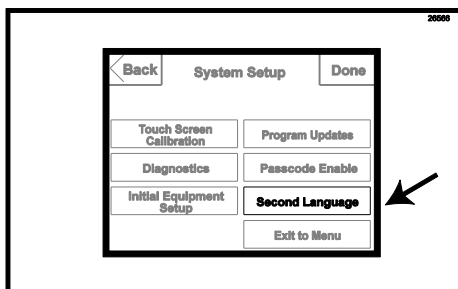 26566
Back System Setup Done
Touch Screen
Calibration
Program Updates
Diagnostics
Passcode Enable
Initial Equipment
Setup
Second Language
Exit to Menu